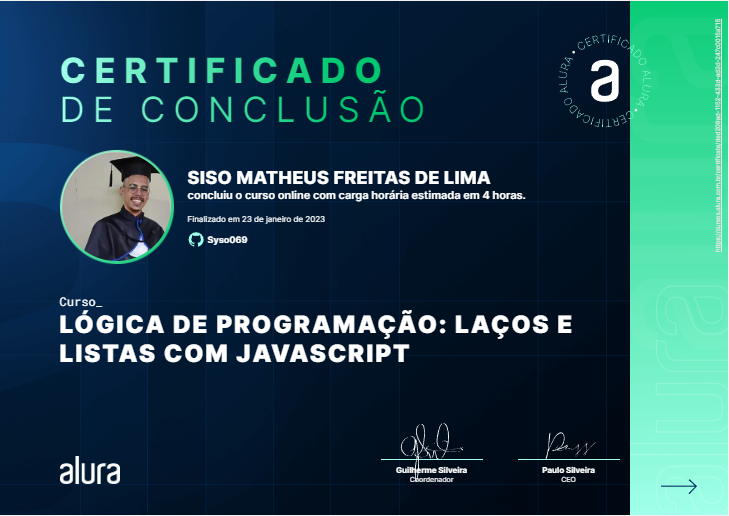 CERTIFICADO
DE CONCLUSÃO
CERTIFICADO ALURA • CERTIFICADO ALURA •
a
SISO MATHEUS FREITAS DE LIMA
concluiu o curso online com carga horária estimada em 4 horas.
Finalizado em 23 de janeiro de 2023
Syso069
Curso_
LÓGICA DE PROGRAMAÇÃO: LAÇOS E
LISTAS COM JAVASCRIPT
alura
Guilherme Silveira
Coordenador
Paulo Silveira
CEO
alura